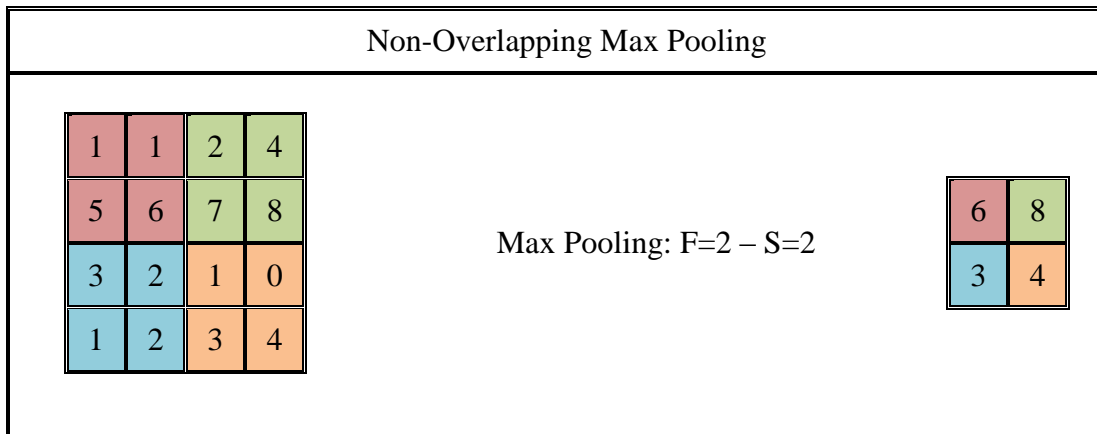 Non-Overlapping Max Pooling
1 1 2 4
5 6 7 8
3 2 1 0
1 2 3 4
Max Pooling: F=2 – S=2
6 8
3 4